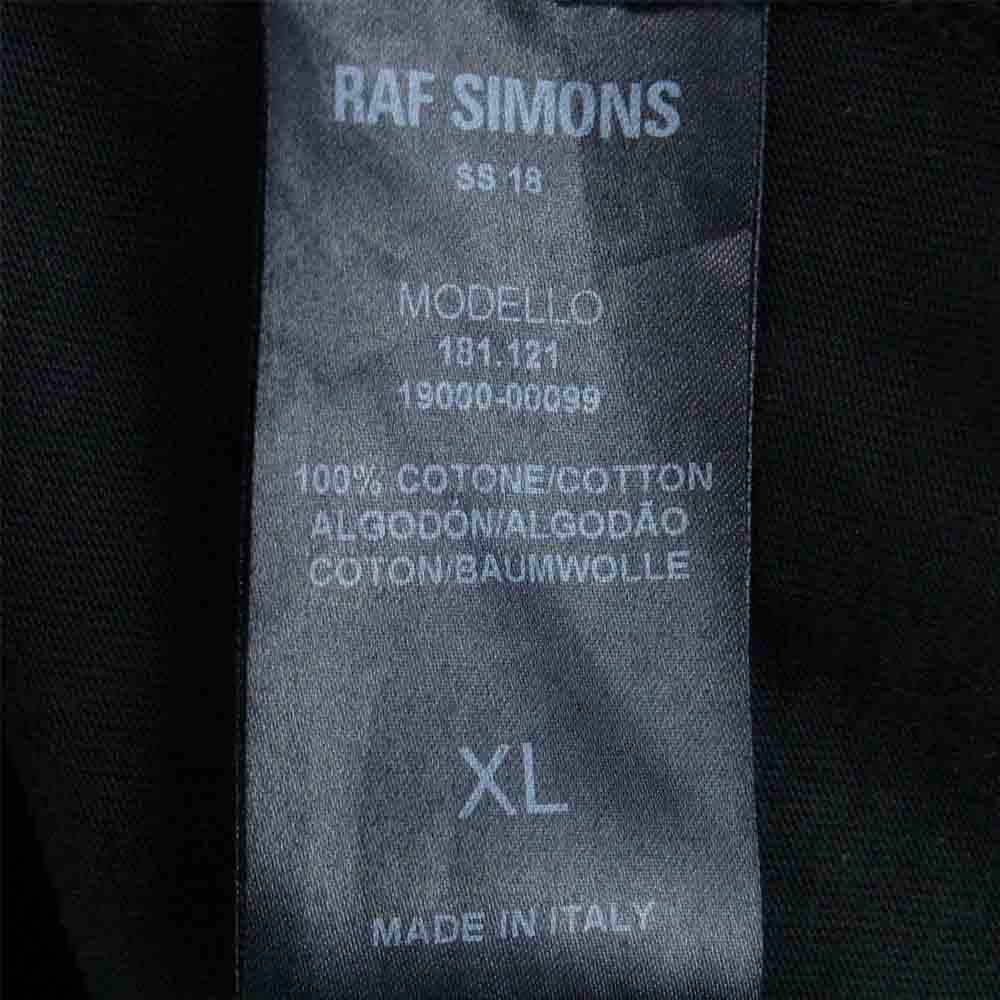 RAF SIMONS
SS 18
MODELLO
181.121
19000-00099
100% COTONE/COTTON
ALGODÓN/ALGODÃO
COTON/BAUMWOLLE
XL
MADE IN ITALY